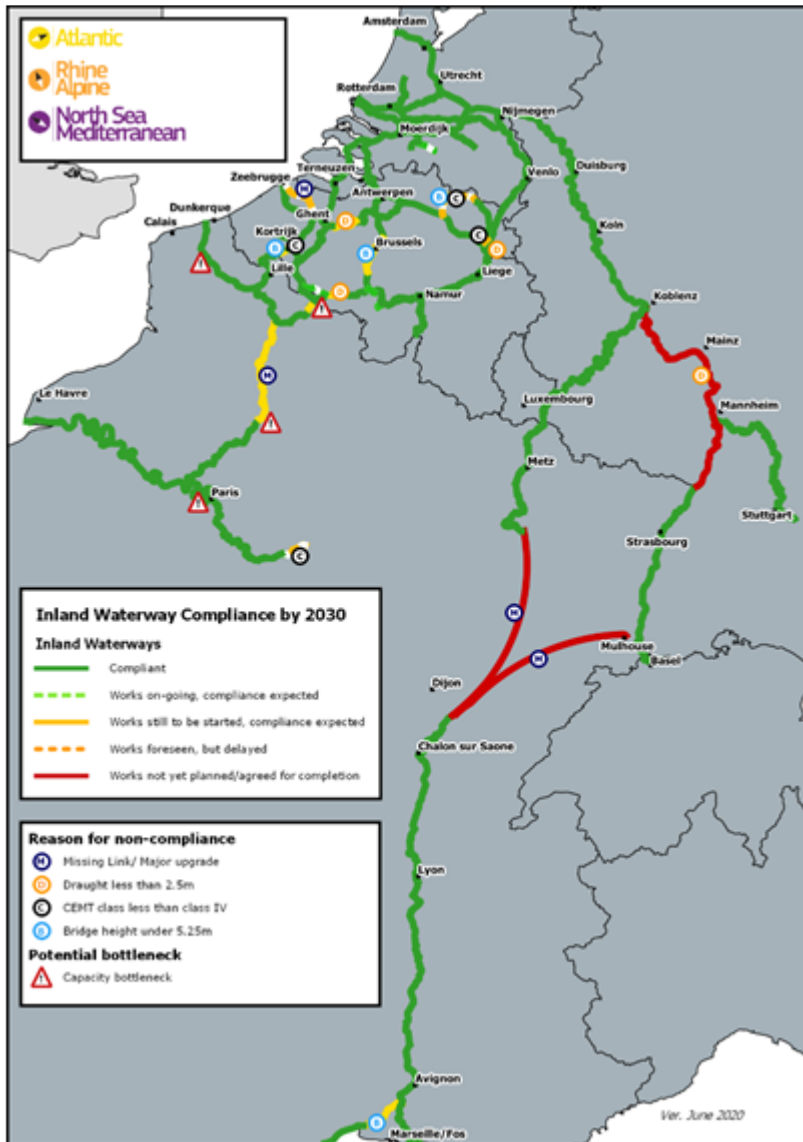 Atlantic
Rhine
Alpine
North Sea
Mediterranean
Amsterdam
Utrecht
Rotterdam
Nijmegen
Moerdijk
Duisburg
Terneuzen
Zeebrugge
Venlo
M
Antwerpen
B
C
Dunkerque
Ghent
D
Koln
Calais
Kortrijk
C
C
B
Brussels
D
B
Lille
Liege
!
D
Namur
Koblenz
!
Mainz
M
D
Le Havre
Luxembourg
Mannheim
!
Metz
Paris
!
Stuttgart
Strasbourg
C
Inland Waterway Compliance by 2030
Inland Waterways
Compliant
Works on-going, compliance expected
Works still to be started, compliance expected
Works foreseen, but delayed
Works not yet planned/agreed for completion
M
Mulhouse
M
Basel
Dijon
Chalon sur Saone
Reason for non-compliance
M Missing Link/ Major upgrade
D Draught less than 2.5m
C CEMT class less than class IV
B Bridge height under 5.25m
Potential bottleneck
! Capacity bottleneck
Lyon
Avignon
B
Marseille/Fos
Ver. June 2020